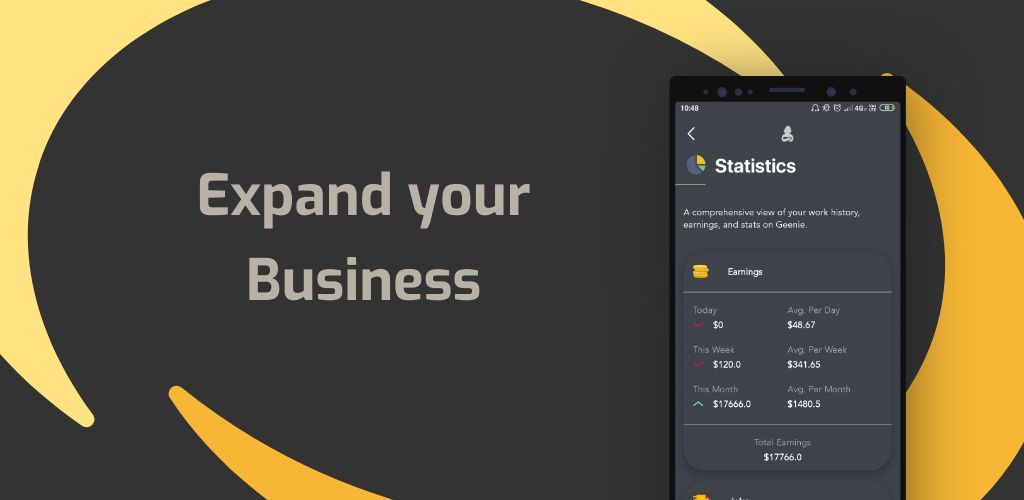 Expand your
Business
10:48
4G
Statistics
A comprehensive view of your work history,
earnings, and stats on Geenie.
Earnings
Today
Avg. Per Day
$0
$48.67
This Week
Avg. Per Week
$120.0
$341.65
This Month
Avg. Per Month
$17666.0
$1480.5
Total Earnings
$17766.0